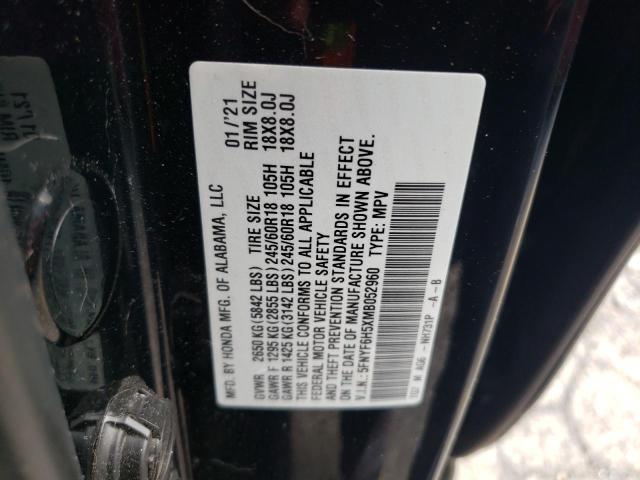 MFD. BY HONDA MFG. OF ALABAMA, LLC 01/'21
GVWR 2650 KG (5842 LBS) TIRE SIZE RIM SIZE
GAWR F 1295 KG (2855 LBS) 245/60R18 105H 18X8.0J
GAWR R 1425 KG (3142 LBS) 245/60R18 105H 18X8.0J
THIS VEHICLE CONFORMS TO ALL APPLICABLE
FEDERAL MOTOR VEHICLE SAFETY
AND THEFT PREVENTION STANDARDS IN EFFECT
ON THE DATE OF MANUFACTURE SHOWN ABOVE.
V.I.N.: 5FNYF6H5XMB052960 TYPE: MPV
NH731P -A-B